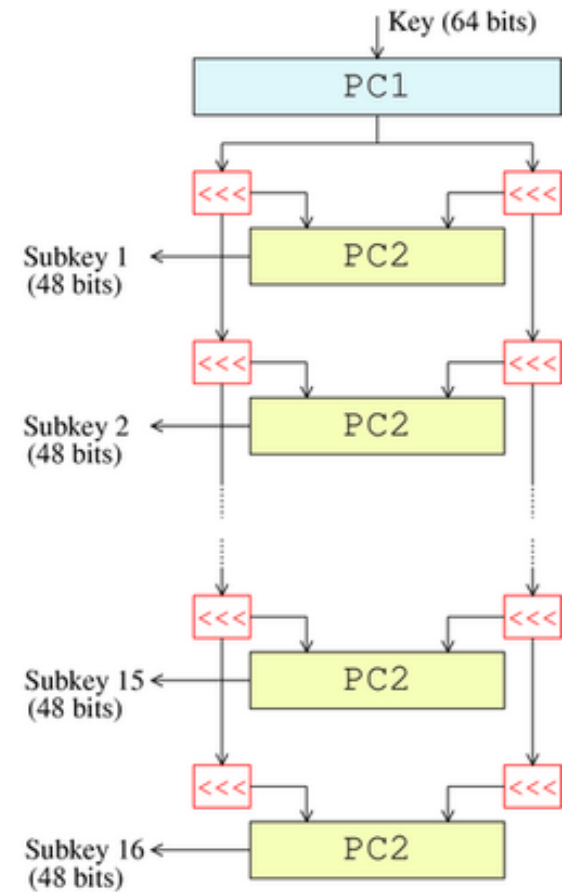 Key (64 bits)
PC1
<<< <<<
PC2
Subkey 1
(48 bits)
<<< <<<
PC2
Subkey 2
(48 bits)
<<< <<<
PC2
Subkey 15
(48 bits)
<<< <<<
PC2
Subkey 16
(48 bits)